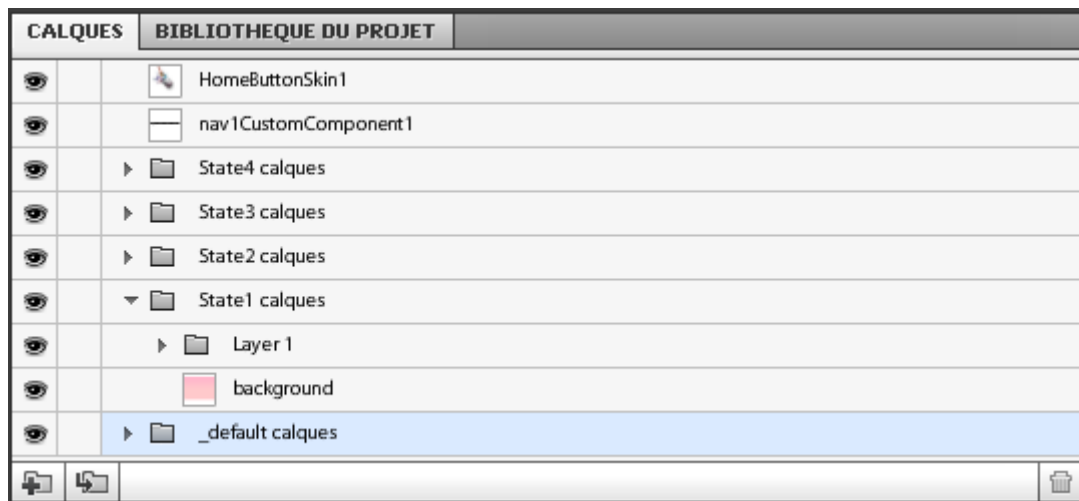 CALQUES BIBLIOTHEQUE DU PROJET
HomeButtonSkin1
nav1CustomComponent1
State4 calques
State3 calques
State2 calques
State1 calques
Layer 1
background
_default calques